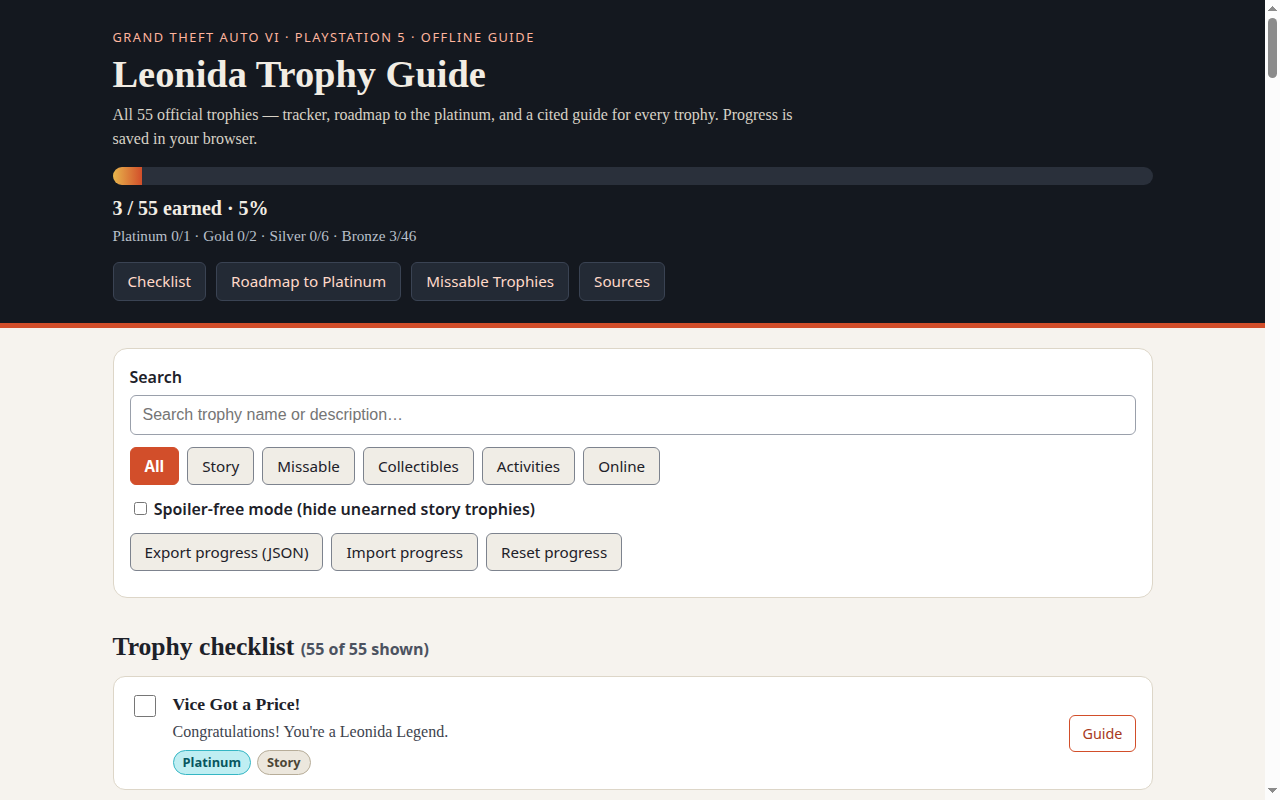 GRAND THEFT AUTO VI · PLAYSTATION 5 · OFFLINE GUIDE
Leonida Trophy Guide
All 55 official trophies — tracker, roadmap to the platinum, and a cited guide for every trophy. Progress is
saved in your browser.
3 / 55 earned · 5%
Platinum 0/1 · Gold 0/2 · Silver 0/6 · Bronze 3/46
Checklist Roadmap to Platinum Missable Trophies Sources
Search
Search trophy name or description…
All Story Missable Collectibles Activities Online
Spoiler-free mode (hide unearned story trophies)
Export progress (JSON) Import progress Reset progress
Trophy checklist (55 of 55 shown)
Vice Got a Price!
Congratulations! You're a Leonida Legend.
Guide
Platinum Story